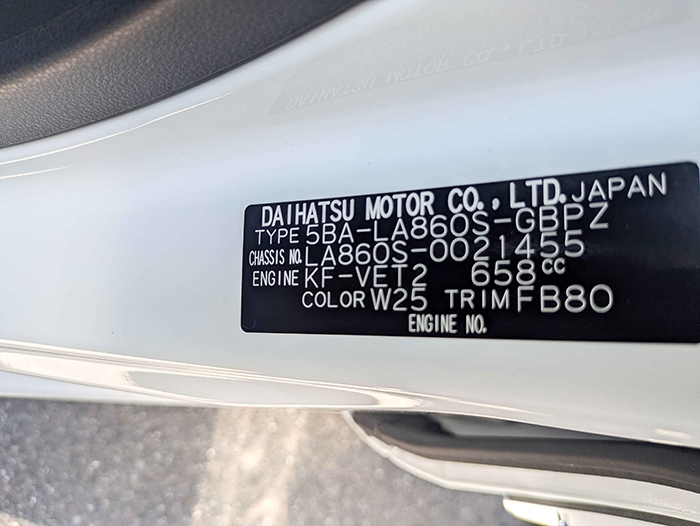 DAIHATSU MOTOR CO., LTD. JAPAN
TYPE 5BA-LA860S-GBPZ
CHASSIS NO. LA860S-0021455
ENGINE KF-VET2 658cc
COLOR W25 TRIM FB80
ENGINE NO.